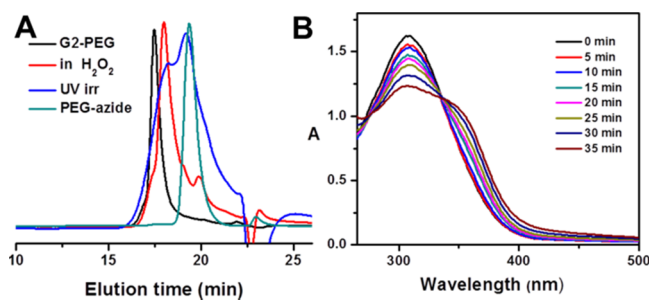 A
G2-PEG
in H2O2
UV irr
PEG-azide
10 15 20 25
Elution time (min)
B
0 min
5 min
10 min
15 min
20 min
25 min
30 min
35 min
1.5
1.0
A
0.5
0.0
300 400 500
Wavelength (nm)